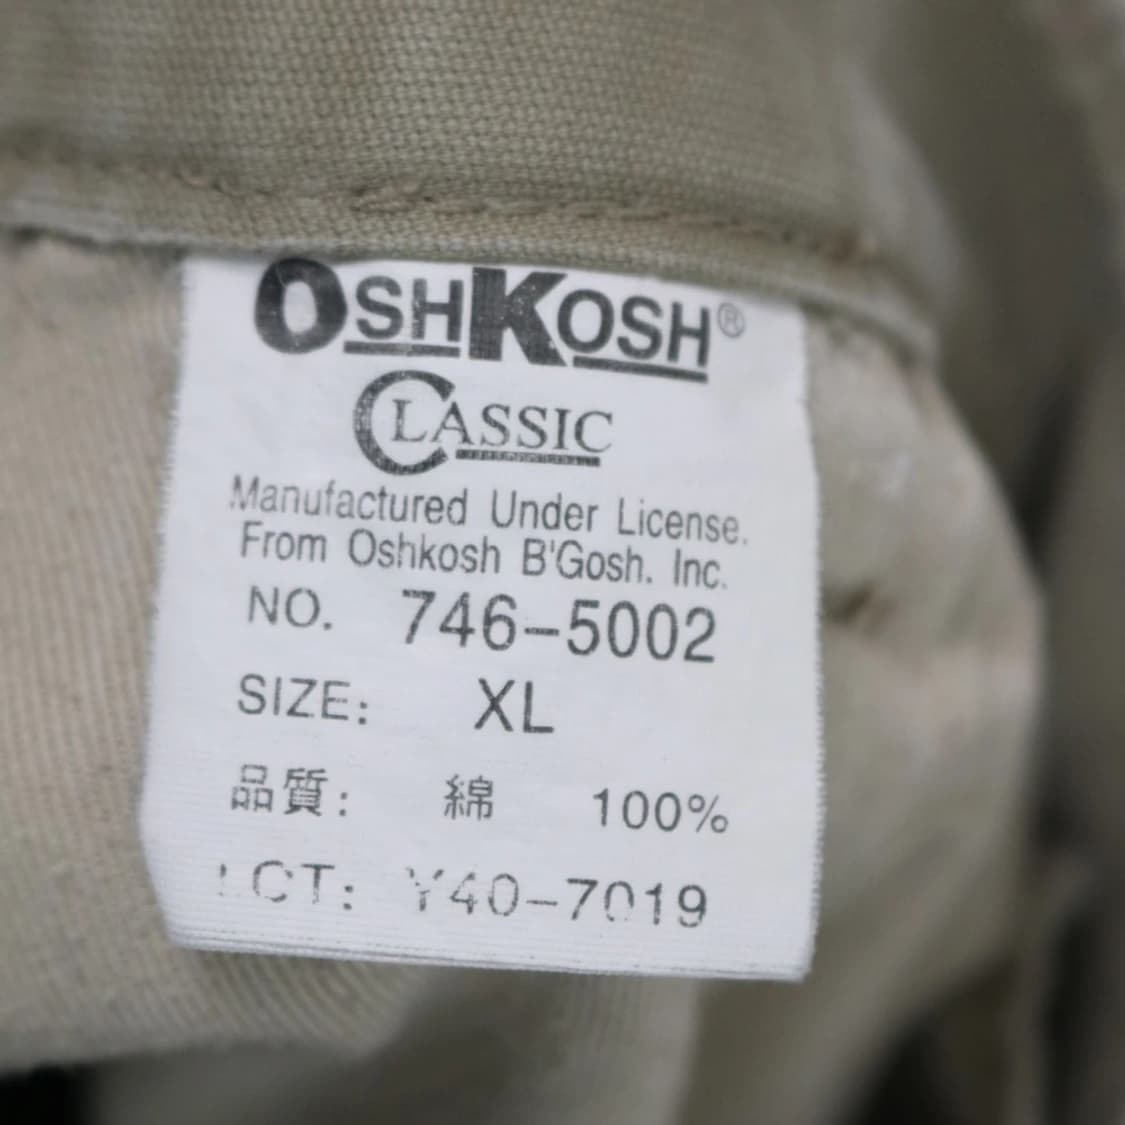 OSHKOSH®
CLASSIC
Manufactured Under License.
From Oshkosh B'Gosh. Inc.
NO. 746-5002
SIZE: XL
品質: 綿 100%
LOT: Y40-7019